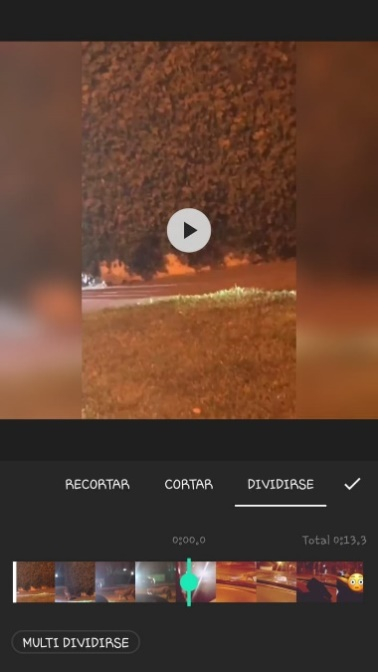 RECORTAR CORTAR DIVIDIRSE
0:00,0 Total 0:13,3
MULTI DIVIDIRSE